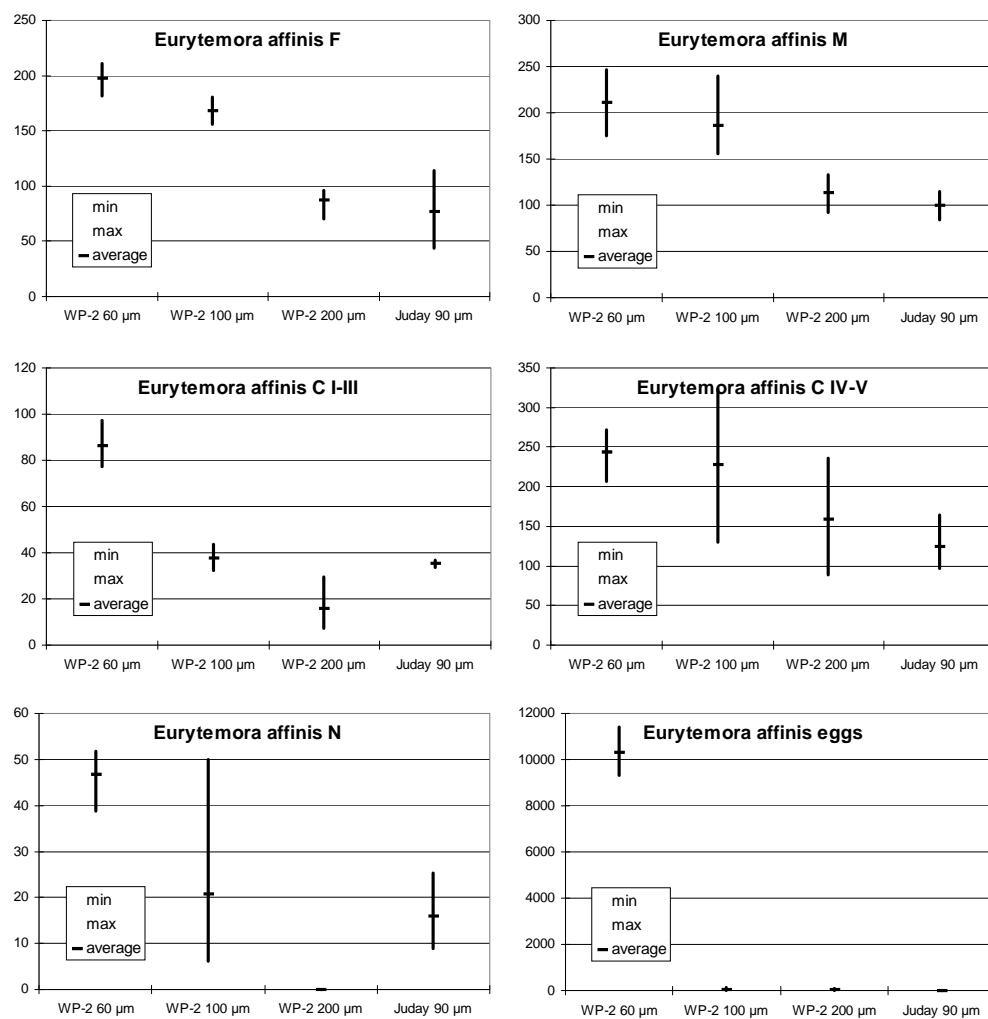 Eurytemora affinis F
250
200
150
100
50
0
min
max
average
WP-2 60 µm WP-2 100 µm WP-2 200 µm Juday 90 µm
Eurytemora affinis M
300
250
200
150
100
50
0
min
max
average
WP-2 60 µm WP-2 100 µm WP-2 200 µm Juday 90 µm
Eurytemora affinis C I-III
120
100
80
60
40
20
0
min
max
average
WP-2 60 µm WP-2 100 µm WP-2 200 µm Juday 90 µm
Eurytemora affinis C IV-V
350
300
250
200
150
100
50
0
min
max
average
WP-2 60 µm WP-2 100 µm WP-2 200 µm Juday 90 µm
Eurytemora affinis N
60
50
40
30
20
10
0
min
max
average
WP-2 60 µm WP-2 100 µm WP-2 200 µm Juday 90 µm
Eurytemora affinis eggs
12000
10000
8000
6000
4000
2000
0
min
max
average
WP-2 60 µm WP-2 100 µm WP-2 200 µm Juday 90 µm